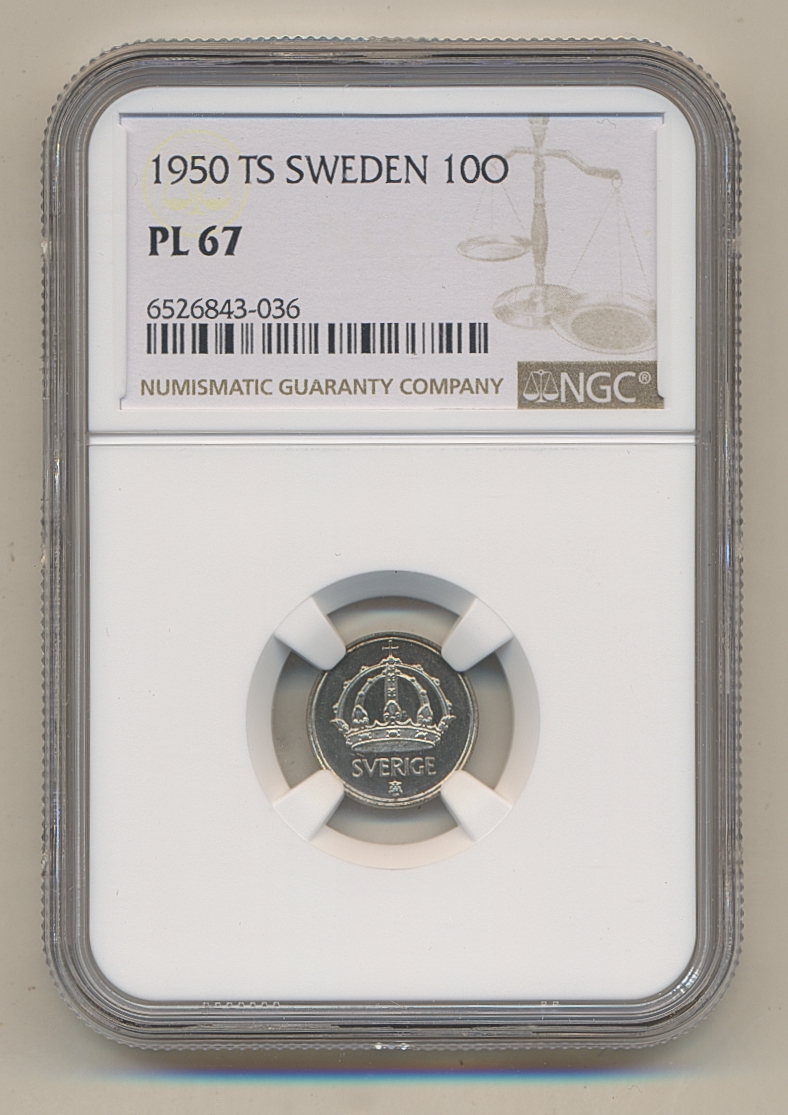 1950 TS SWEDEN 10O
PL 67
6526843-036
NUMISMATIC GUARANTY COMPANY
NGC®
SVERIGE